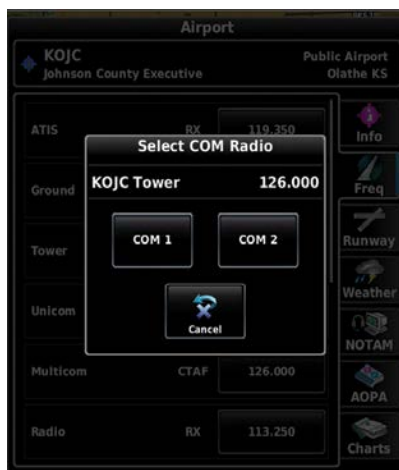 Airport
KOJC Public Airport
Johnson County Executive Olathe KS
ATIS RX 119.350
Info
Select COM Radio
KOJC Tower 126.000
Ground
Freq
COM 1 COM 2
Tower
Runway
Weather
Unicom
Cancel
NOTAM
Multicom CTAF 126.000
AOPA
Radio RX 113.250
Charts